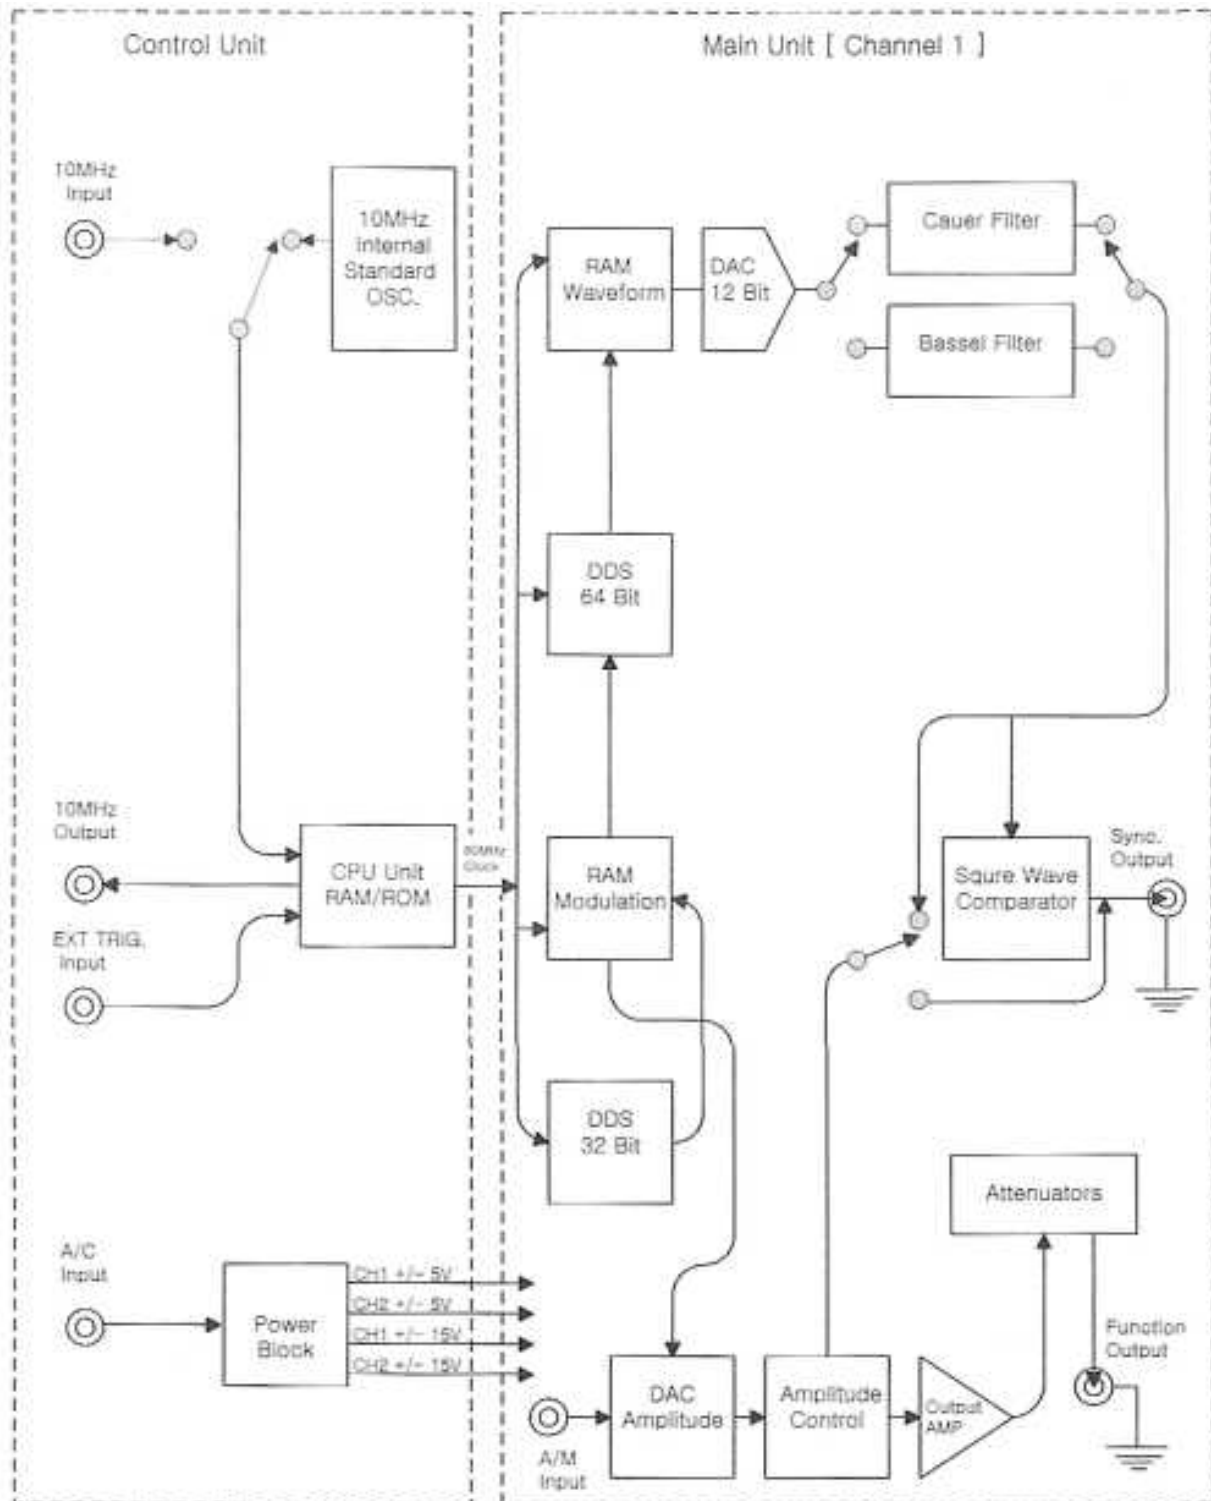 Control Unit
Main Unit [ Channel 1 ]
10MHz
Input
10MHz
Internal
Standard
OSC.
RAM
Waveform
DAC
12 Bit
Cauer Filter
Bassel Filter
DDS
64 Bit
10MHz
Output
CPU Unit
RAM/ROM
80MHz
Clock
RAM
Modulation
Squre Wave
Comparator
Sync.
Output
EXT TRIG.
Input
DDS
32 Bit
Attenuators
A/C
Input
Power
Block
CH1 +/- 5V
CH2 +/- 5V
CH1 +/- 15V
CH2 +/- 15V
Function
Output
A/M
Input
DAC
Amplitude
Amplitude
Control
Output
AMP